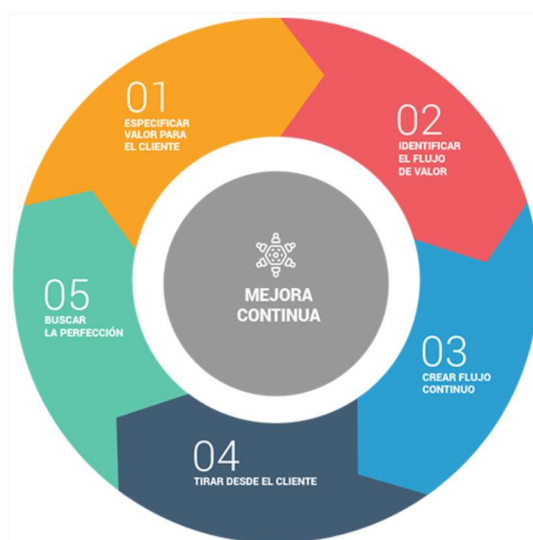 01
ESPECIFICAR
VALOR PARA
EL CLIENTE
02
IDENTIFICAR
EL FLUJO
DE VALOR
03
CREAR FLUJO
CONTINUO
04
TIRAR DESDE EL CLIENTE
05
BUSCAR
LA PERFECCIÓN
MEJORA
CONTINUA